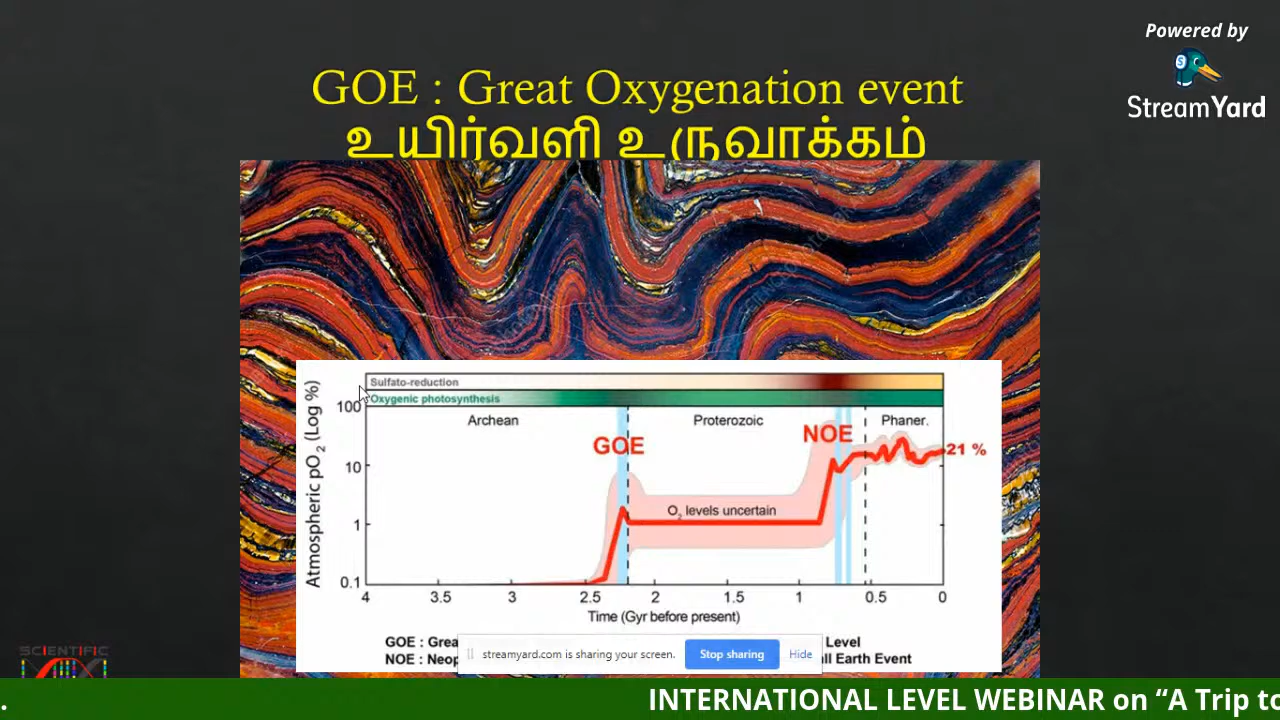 Powered by
StreamYard
GOE : Great Oxygenation event
உயிர்வளி உருவாக்கம்
Sulfato-reduction
Oxygenic photosynthesis
Atmospheric pO2 (Log %)
100
10
1
0.1
Archean
Proterozoic
Phaner.
GOE
NOE
21 %
O2 levels uncertain
4 3.5 3 2.5 2 1.5 1 0.5 0
Time (Gyr before present)
GOE : Grea
Level
NOE : Neop
ll Earth Event
streamyard.com is sharing your screen. Stop sharing Hide
SCIENTIFIC
. INTERNATIONAL LEVEL WEBINAR on “A Trip to